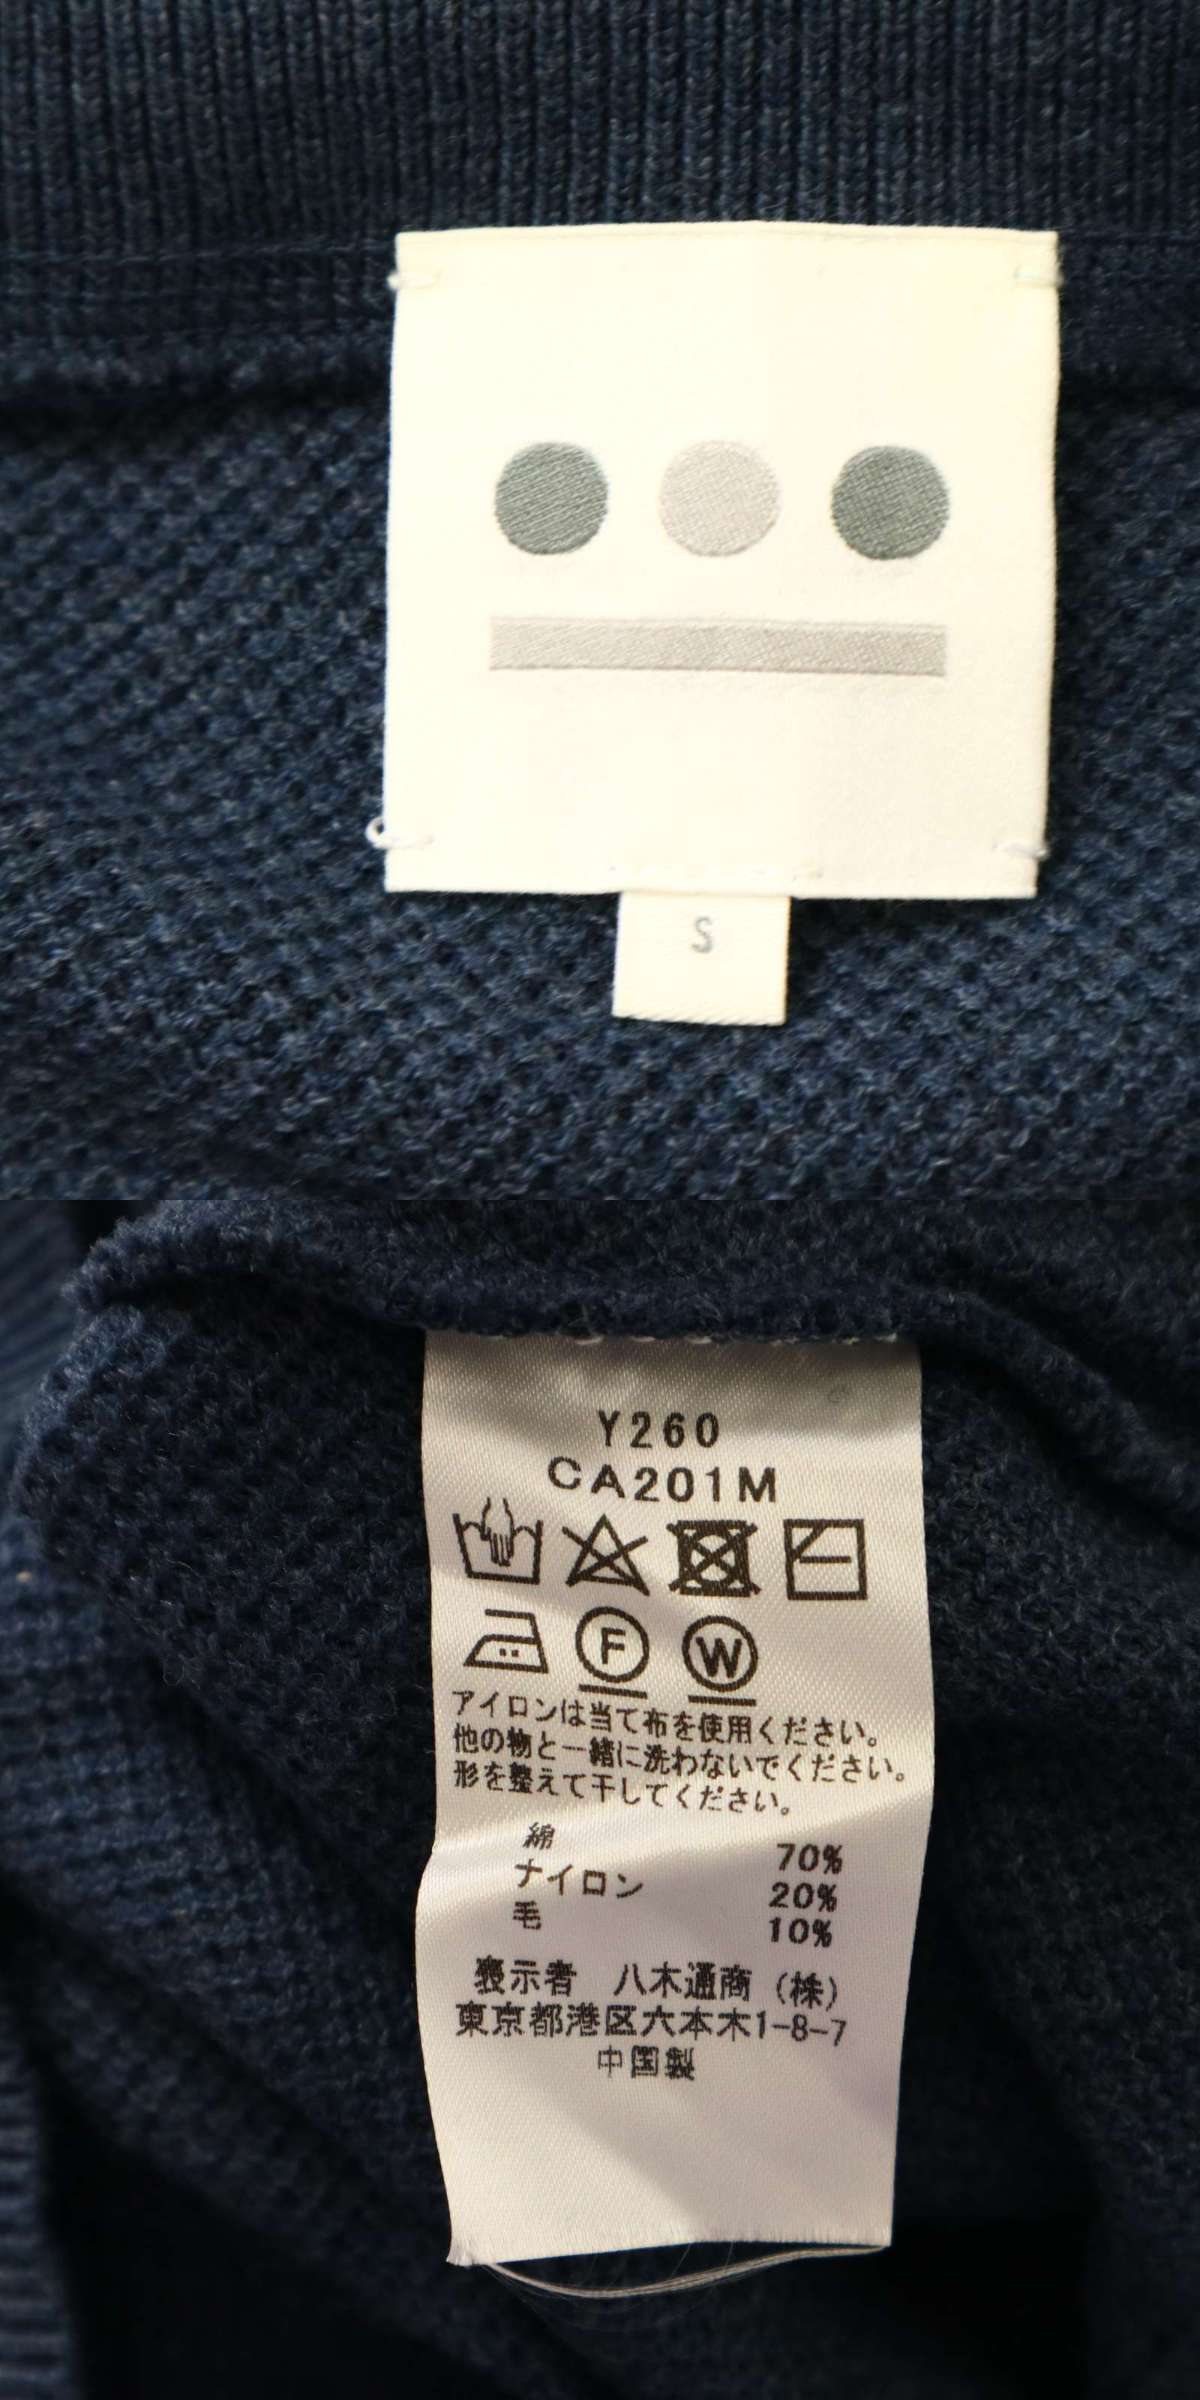 S
Y260
CA201M
F W
アイロンは当て布を使用ください。
他の物と一緒に洗わないでください。
形を整えて干してください。
綿 70%
ナイロン 20%
毛 10%
表示者 八木通商(株)
東京都港区六本木1-8-7
中国製